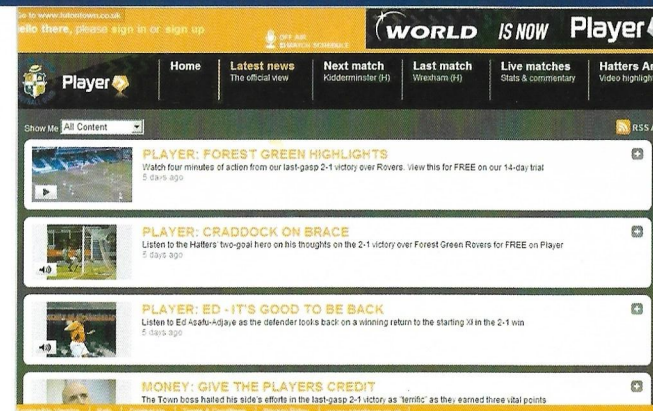 Go to www.lutontown.co.uk
Hello there, please sign in or sign up
OFF AIR
MATCH SCHEDULE
WORLD IS NOW Player
Player
Home
Latest news
The official view
Next match
Kidderminster (H)
Last match
Wrexham (H)
Live matches
Stats & commentary
Hatters Ar
Video highligh
Show Me All Content
RSS
PLAYER: FOREST GREEN HIGHLIGHTS
Watch four minutes of action from our last-gasp 2-1 victory over Rovers. View this for FREE on our 14-day trial
5 days ago
PLAYER: CRADDOCK ON BRACE
Listen to the Hatters' two-goal hero on his thoughts on the 2-1 victory over Forest Green Rovers for FREE on Player
5 days ago
PLAYER: ED - IT'S GOOD TO BE BACK
Listen to Ed Asafu-Adjaye as the defender looks back on a winning return to the starting XI in the 2-1 win
5 days ago
MONEY: GIVE THE PLAYERS CREDIT
The Town boss hailed his side's efforts in the last-gasp 2-1 victory as "terrific" as they earned three vital points